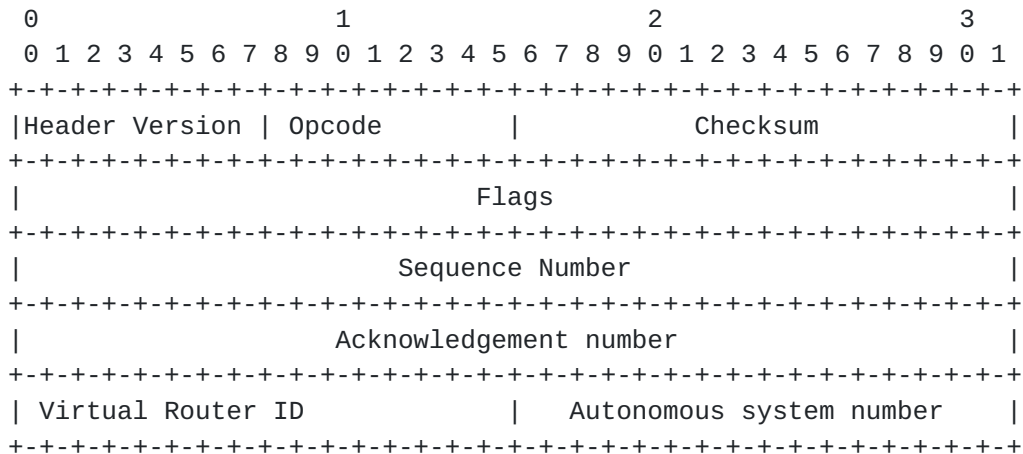 0                   1                   2                   3
 0 1 2 3 4 5 6 7 8 9 0 1 2 3 4 5 6 7 8 9 0 1 2 3 4 5 6 7 8 9 0 1
+-+-+-+-+-+-+-+-+-+-+-+-+-+-+-+-+-+-+-+-+-+-+-+-+-+-+-+-+-+-+-+-+
|Header Version | Opcode        |           Checksum            |
+-+-+-+-+-+-+-+-+-+-+-+-+-+-+-+-+-+-+-+-+-+-+-+-+-+-+-+-+-+-+-+-+
|                             Flags                             |
+-+-+-+-+-+-+-+-+-+-+-+-+-+-+-+-+-+-+-+-+-+-+-+-+-+-+-+-+-+-+-+-+
|                        Sequence Number                        |
+-+-+-+-+-+-+-+-+-+-+-+-+-+-+-+-+-+-+-+-+-+-+-+-+-+-+-+-+-+-+-+-+
|                    Acknowledgement number                     |
+-+-+-+-+-+-+-+-+-+-+-+-+-+-+-+-+-+-+-+-+-+-+-+-+-+-+-+-+-+-+-+-+
| Virtual Router ID             |   Autonomous system number    |
+-+-+-+-+-+-+-+-+-+-+-+-+-+-+-+-+-+-+-+-+-+-+-+-+-+-+-+-+-+-+-+-+